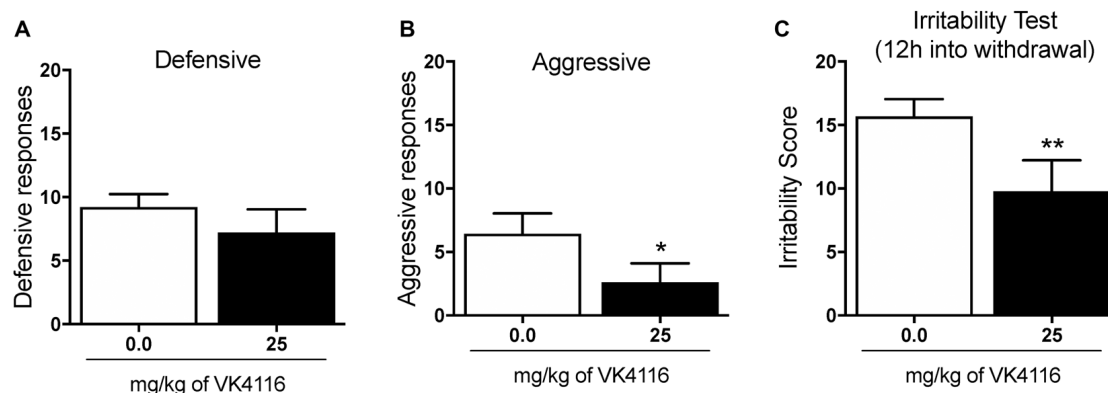 A
Defensive
20
15
10
5
0
Defensive responses
0.0
25
mg/kg of VK4116
B
Aggressive
20
15
10
5
0
Aggressive responses
*
0.0
25
mg/kg of VK4116
C
Irritability Test
(12h into withdrawal)
20
15
10
5
0
Irritability Score
**
0.0
25
mg/kg of VK4116